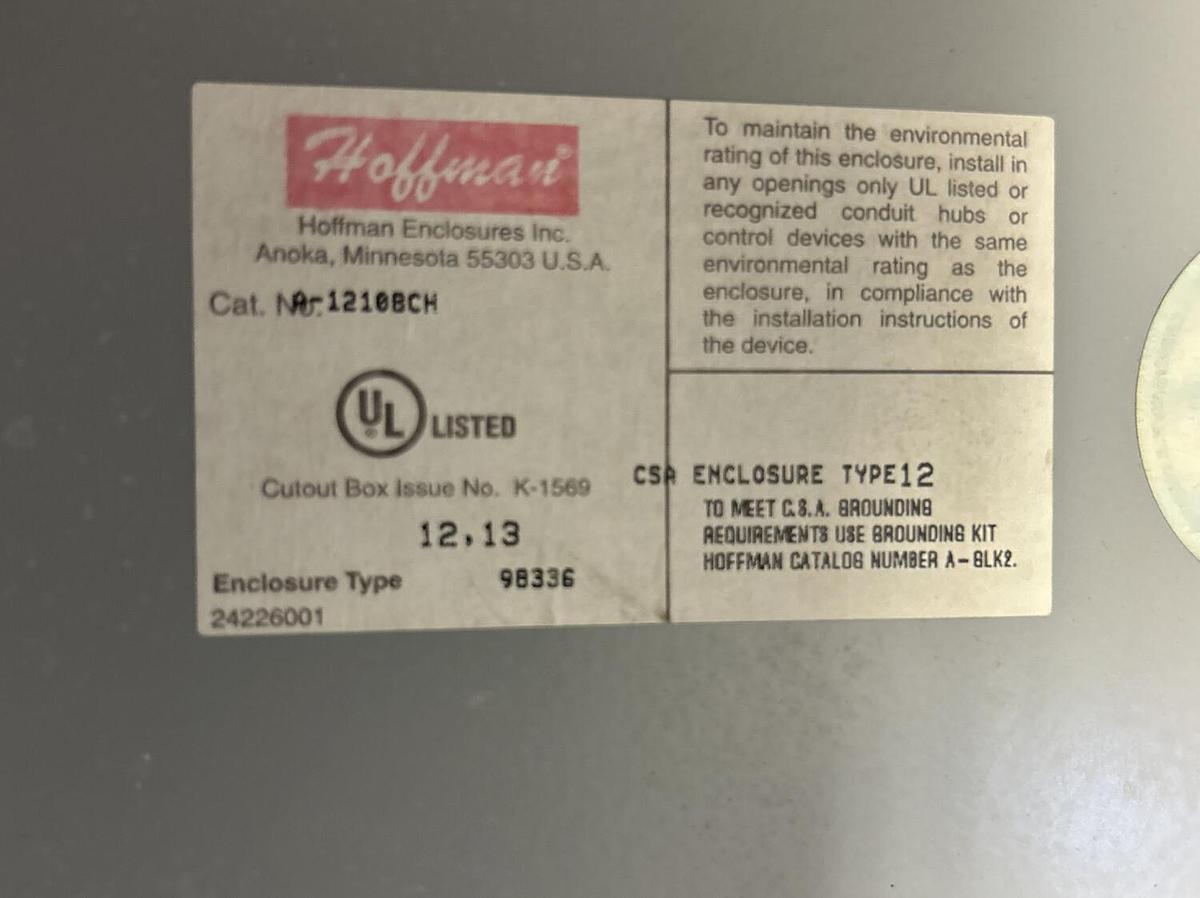 Hoffman®
Hoffman Enclosures Inc.
Anoka, Minnesota 55303 U.S.A.
Cat. No. A-1210BCH
UL® LISTED
Cutout Box Issue No. K-1569
12,13
Enclosure Type 98336
24226001
To maintain the environmental
rating of this enclosure, install in
any openings only UL listed or
recognized conduit hubs or
control devices with the same
environmental rating as the
enclosure, in compliance with
the installation instructions of
the device.
CSA ENCLOSURE TYPE 12
TO MEET C.S.A. GROUNDING
REQUIREMENTS USE GROUNDING KIT
HOFFMAN CATALOG NUMBER A-GLK2.